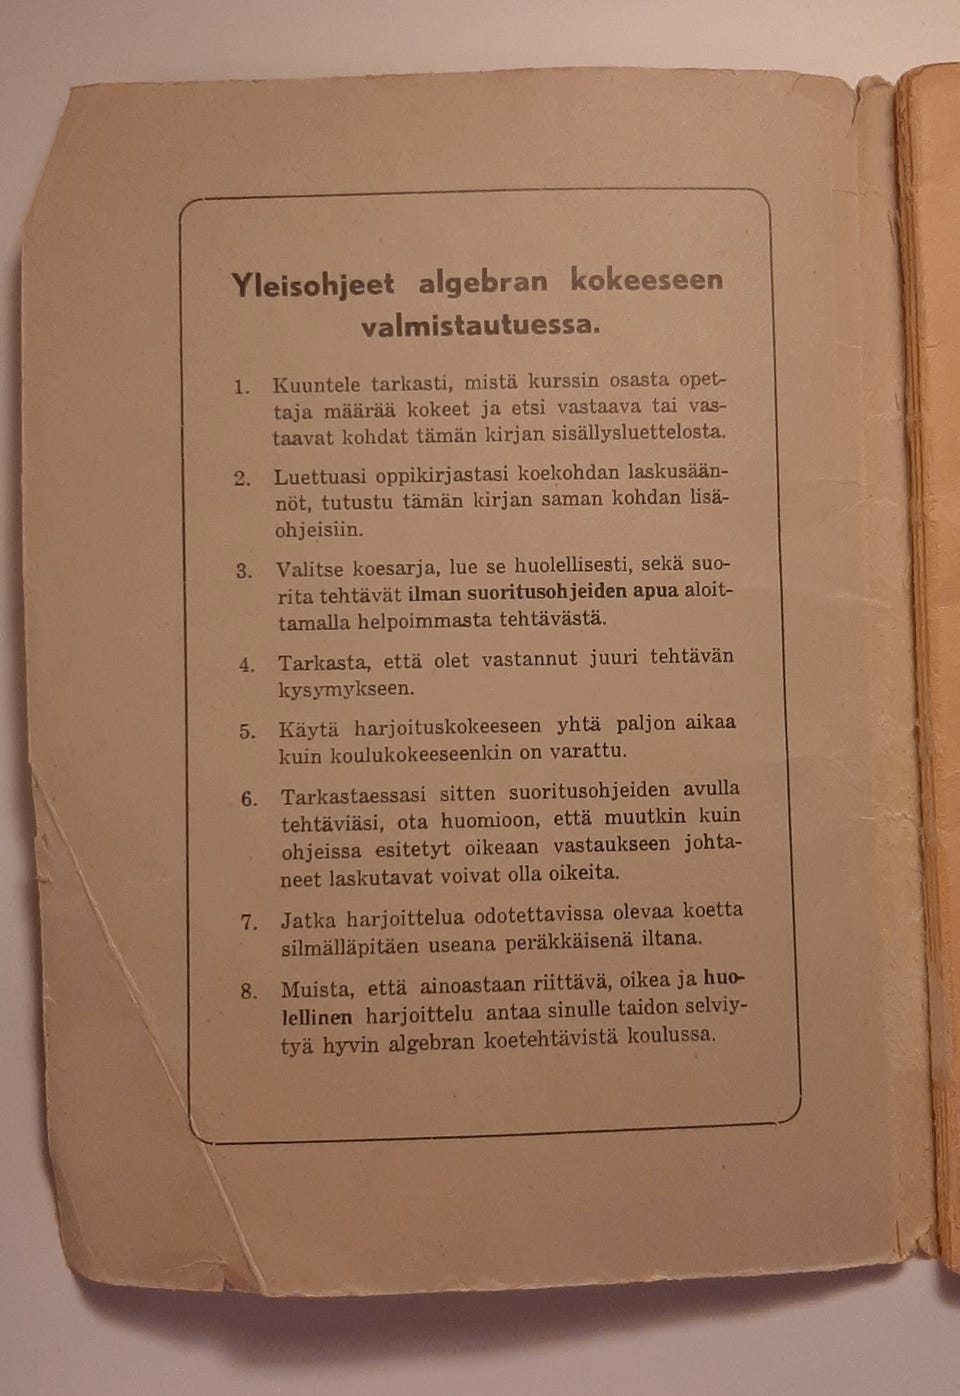 Yleisohjeet algebran kokeeseen
valmistautuessa.
1. Kuuntele tarkasti, mistä kurssin osasta opet-
taja määrää kokeet ja etsi vastaava tai vas-
taavat kohdat tämän kirjan sisällysluettelosta.
2. Luettuasi oppikirjastasi koekohdan laskusään-
nöt, tutustu tämän kirjan saman kohdan lisä-
ohjeisiin.
3. Valitse koesarja, lue se huolellisesti, sekä suo-
rita tehtävät ilman suoritusohjeiden apua aloit-
tamalla helpoimmasta tehtävästä.
4. Tarkasta, että olet vastannut juuri tehtävän
kysymykseen.
5. Käytä harjoituskokeeseen yhtä paljon aikaa
kuin koulukokeeseenkin on varattu.
6. Tarkastaessasi sitten suoritusohjeiden avulla
tehtäviäsi, ota huomioon, että muutkin kuin
ohjeissa esitetyt oikeaan vastaukseen johta-
neet laskutavat voivat olla oikeita.
7. Jatka harjoittelua odotettavissa olevaa koetta
silmälläpitäen useana peräkkäisenä iltana.
8. Muista, että ainoastaan riittävä, oikea ja huo-
lellinen harjoittelu antaa sinulle taidon selviy-
tyä hyvin algebran koetehtävistä koulussa.